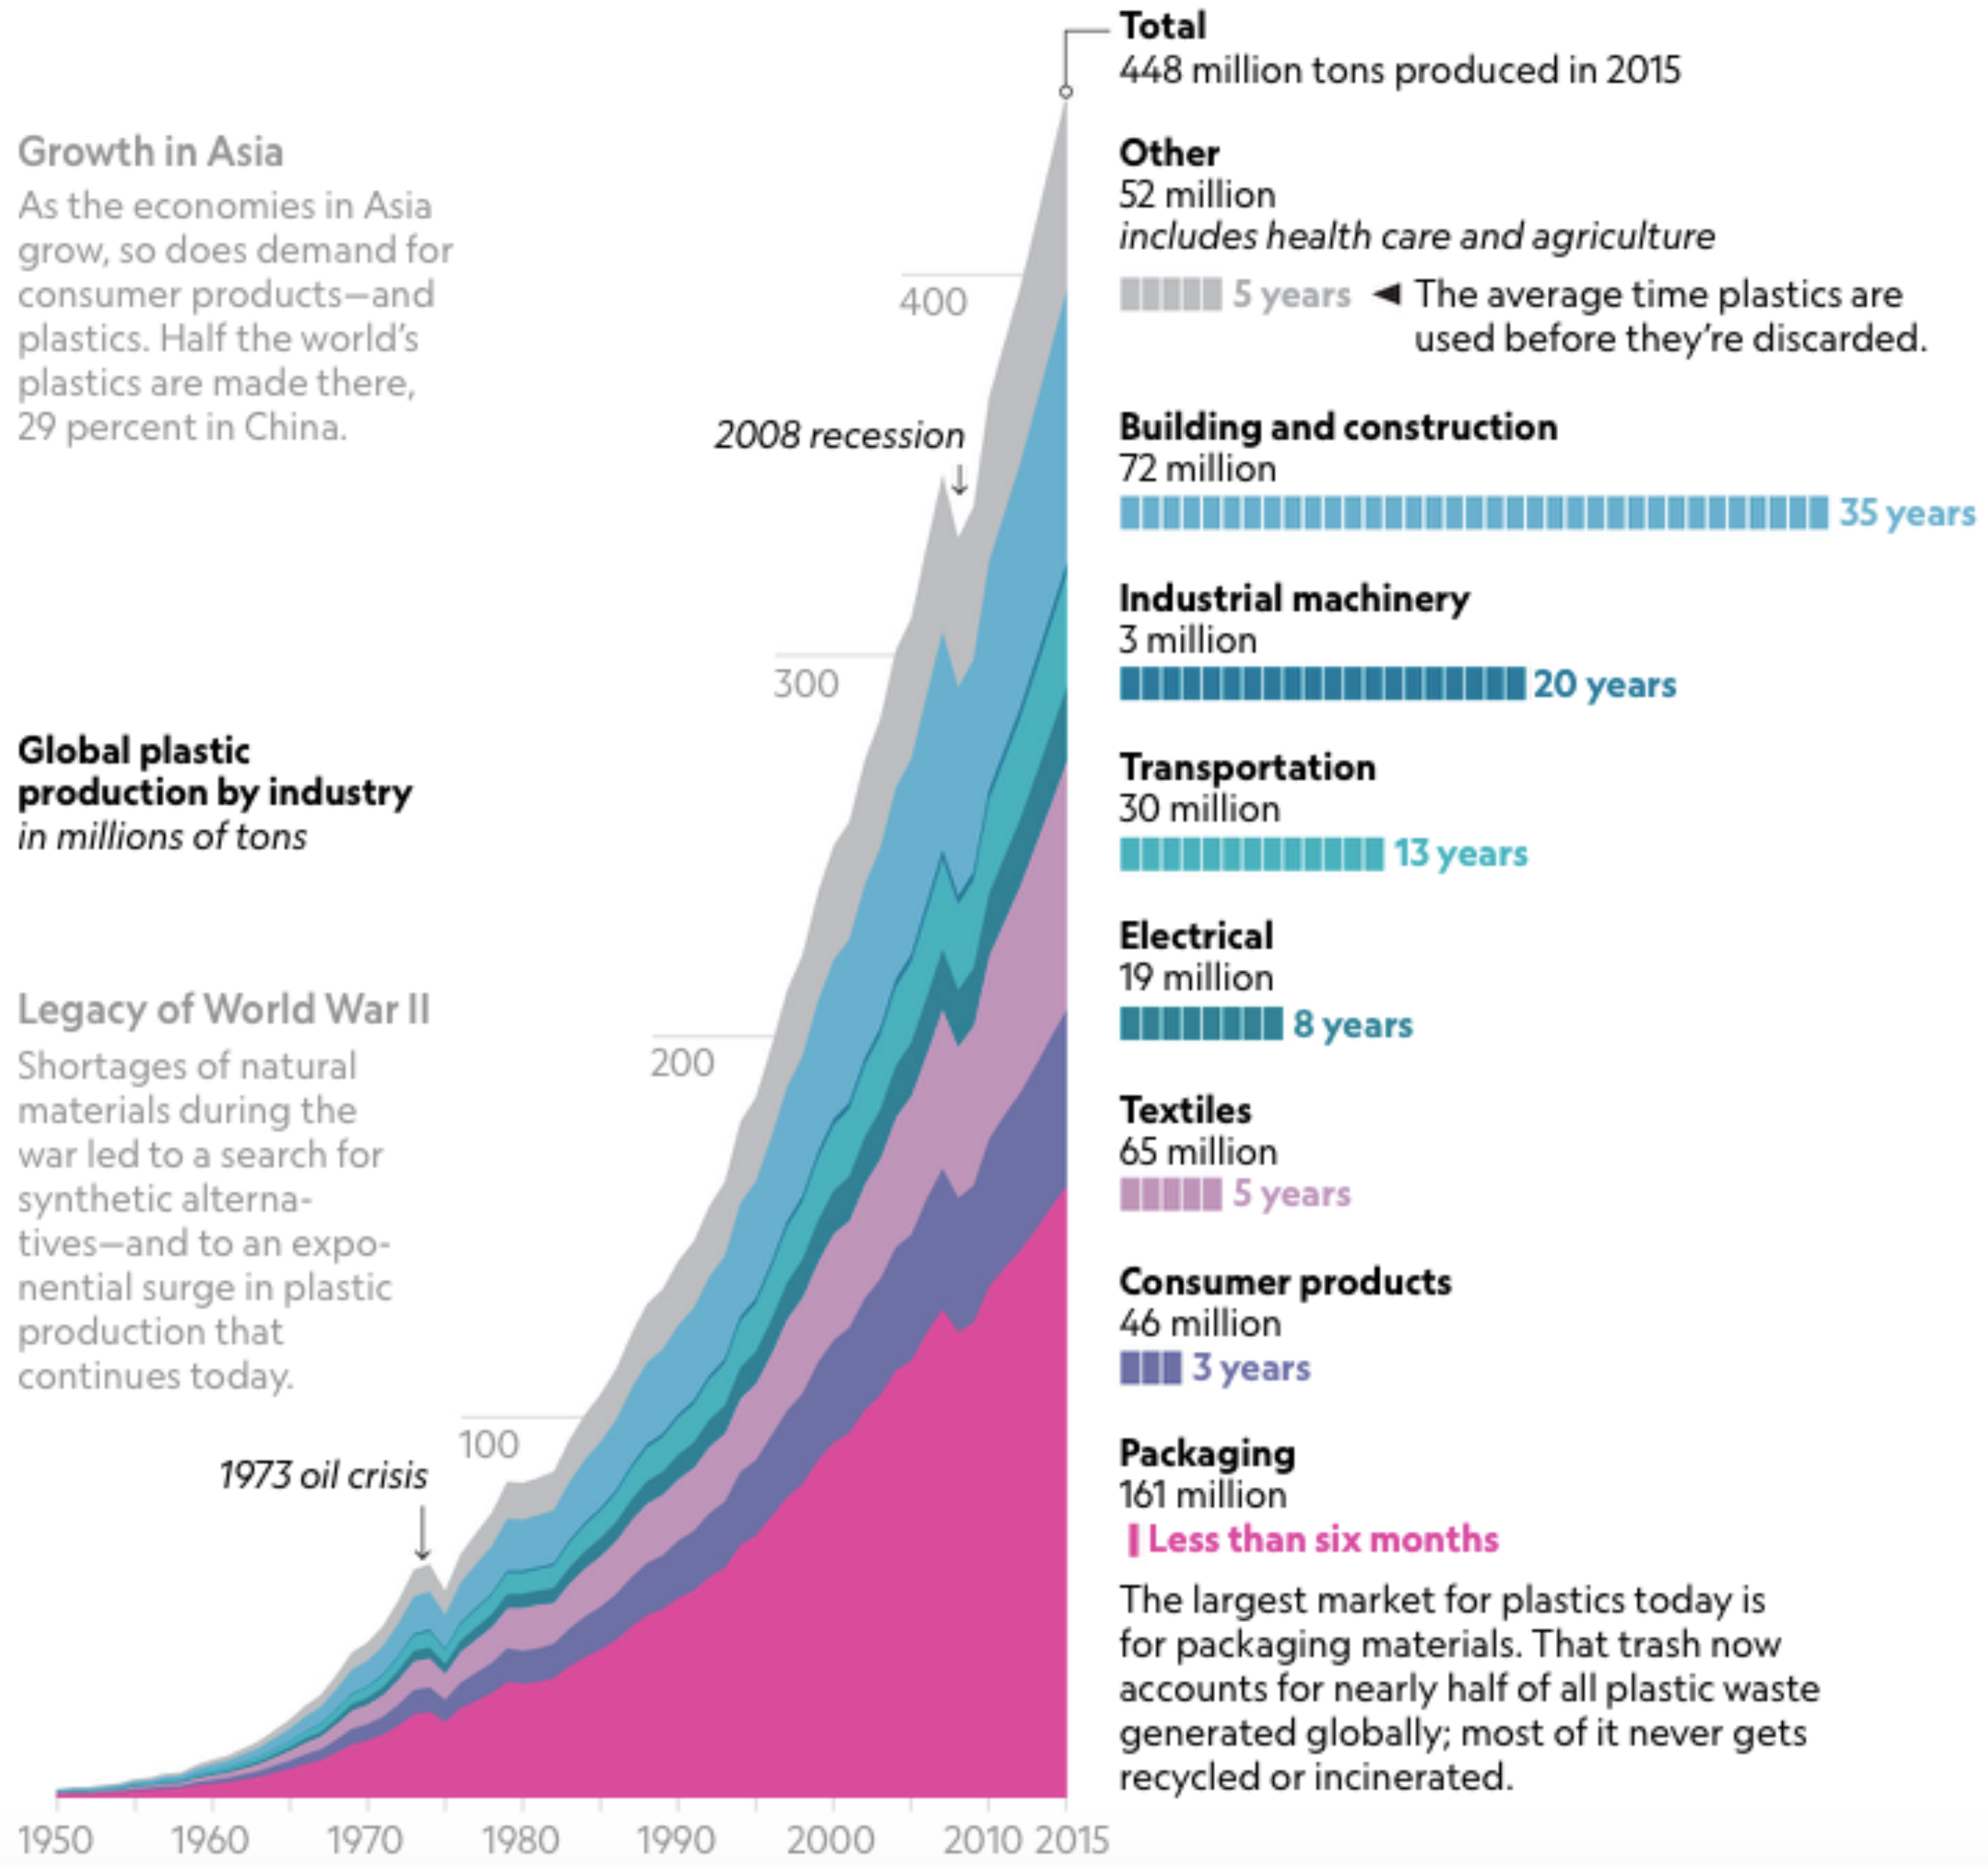 Total
448 million tons produced in 2015
Growth in Asia
As the economies in Asia
grow, so does demand for
consumer products—and
plastics. Half the world's
plastics are made there,
29 percent in China.
Other
52 million
includes health care and agriculture
5 years ◄ The average time plastics are
used before they're discarded.
400
2008 recession
Building and construction
72 million
35 years
Industrial machinery
3 million
20 years
300
Global plastic
production by industry
in millions of tons
Transportation
30 million
13 years
Electrical
19 million
8 years
Legacy of World War II
Shortages of natural
materials during the
war led to a search for
synthetic alterna-
tives—and to an expo-
nential surge in plastic
production that
continues today.
200
Textiles
65 million
5 years
Consumer products
46 million
3 years
100
1973 oil crisis
Packaging
161 million
Less than six months
The largest market for plastics today is
for packaging materials. That trash now
accounts for nearly half of all plastic waste
generated globally; most of it never gets
recycled or incinerated.
1950 1960 1970 1980 1990 2000 2010 2015